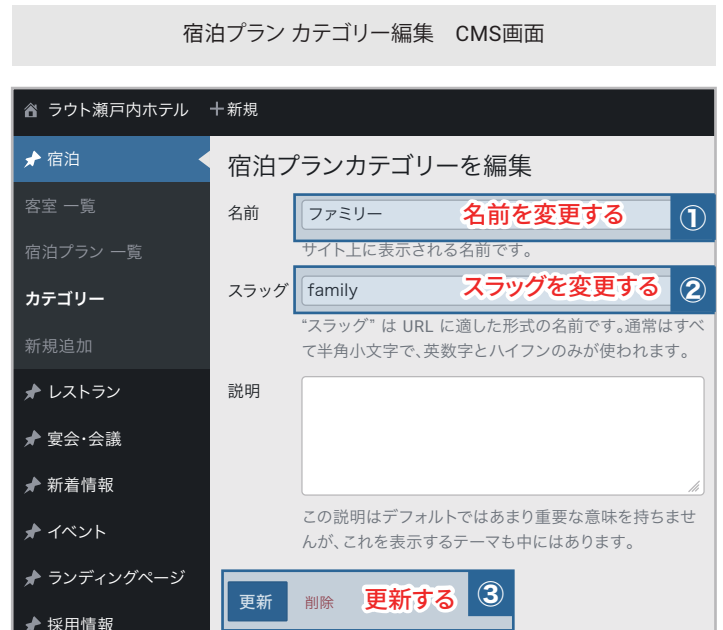 宿泊プラン カテゴリー編集　CMS画面
ラウト瀬戸内ホテル ＋新規
宿泊
客室 一覧
宿泊プラン 一覧
カテゴリー
新規追加
レストラン
宴会・会議
新着情報
イベント
ランディングページ
採用情報
宿泊プランカテゴリーを編集
名前 ファミリー 名前を変更する ①
サイト上に表示される名前です。
スラッグ family スラッグを変更する ②
“スラッグ” は URL に適した形式の名前です。通常はすべ
て半角小文字で、英数字とハイフンのみが使われます。
説明
この説明はデフォルトではあまり重要な意味を持ちませ
んが、これを表示するテーマも中にはあります。
更新 削除 更新する ③